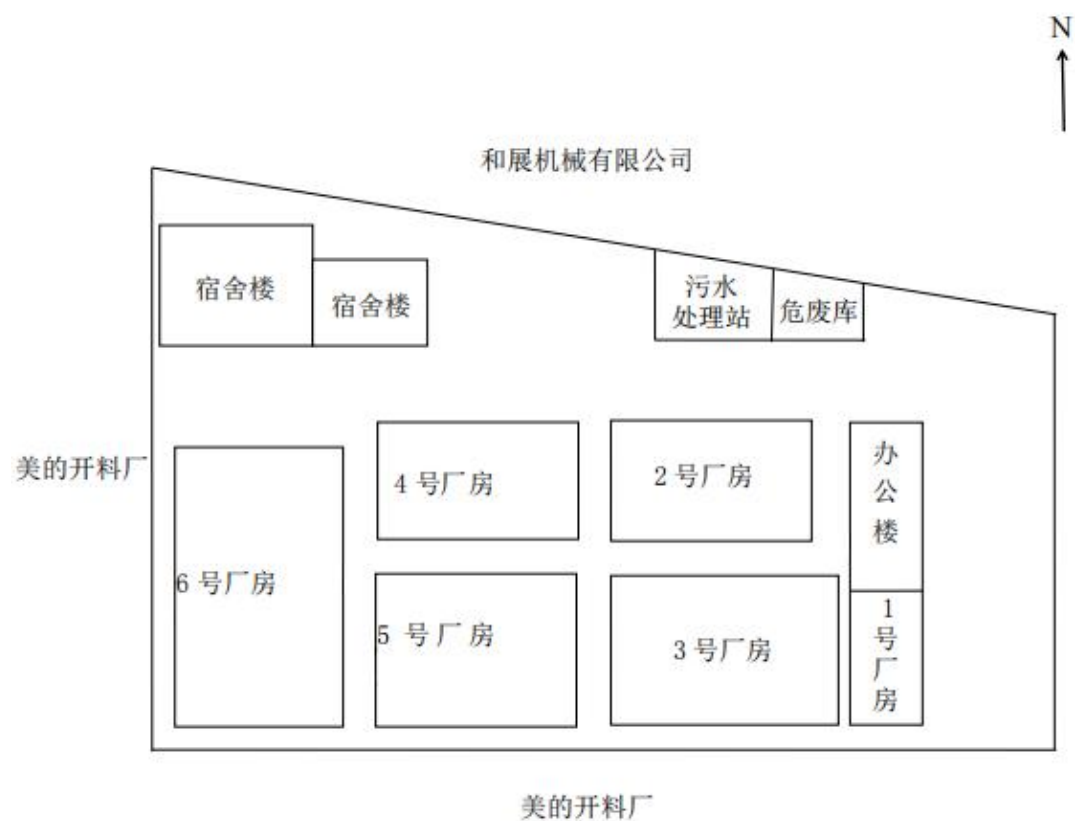 N
和展机械有限公司
宿舍楼
宿舍楼
污水
处理站
危废库
美的开料厂
4 号厂房
2 号厂房
办
公
楼
6 号厂房
5 号厂房
3 号厂房
1
号
厂
房
美的开料厂